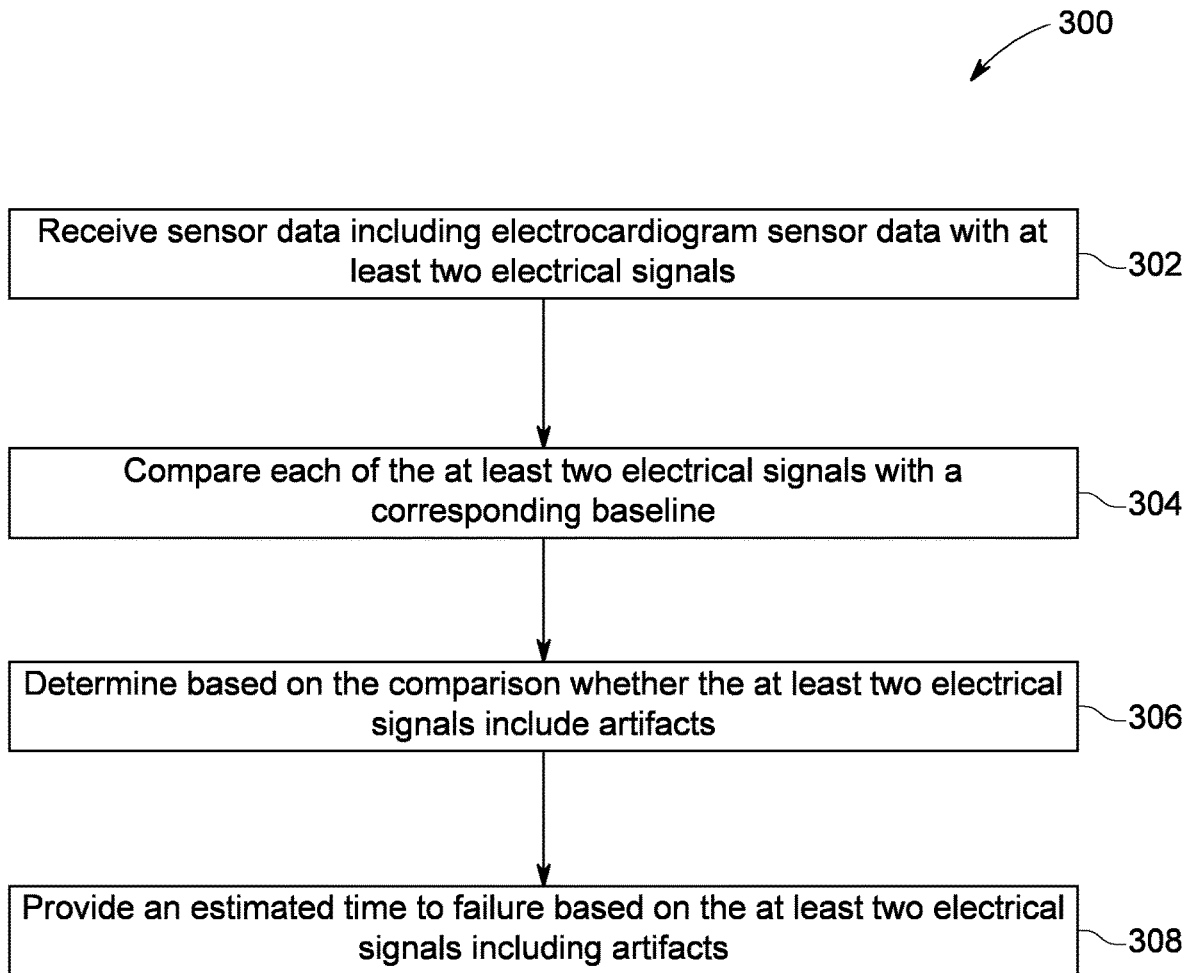 300
Receive sensor data including electrocardiogram sensor data with at
least two electrical signals
302
Compare each of the at least two electrical signals with a
corresponding baseline
304
Determine based on the comparison whether the at least two electrical
signals include artifacts
306
Provide an estimated time to failure based on the at least two electrical
signals including artifacts
308